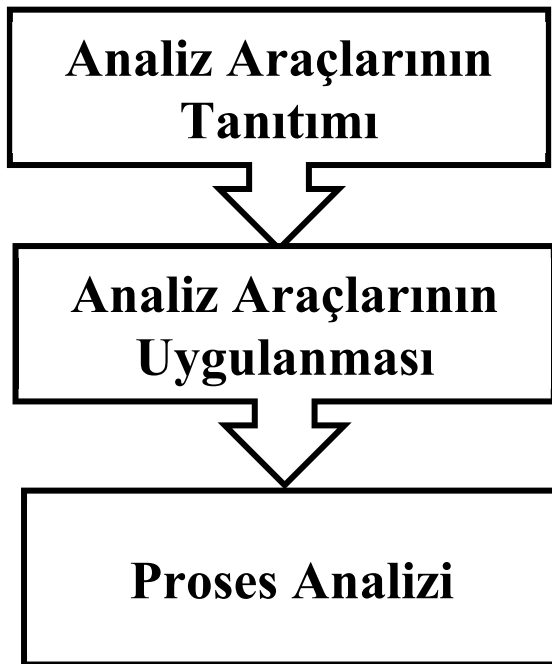 Analiz Araçlarının
Tanıtımı
Analiz Araçlarının
Uygulanması
Proses Analizi